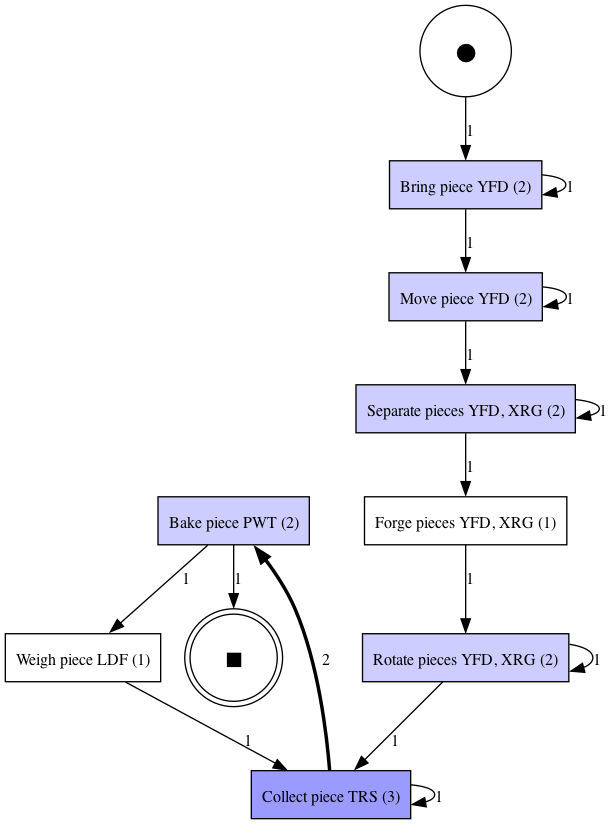 1
Bring piece YFD (2)
1
1
Move piece YFD (2)
1
1
Separate pieces YFD, XRG (2)
1
1
Bake piece PWT (2)
Forge pieces YFD, XRG (1)
1
1
1
Weigh piece LDF (1)
2
Rotate pieces YFD, XRG (2)
1
1
1
Collect piece TRS (3)
1